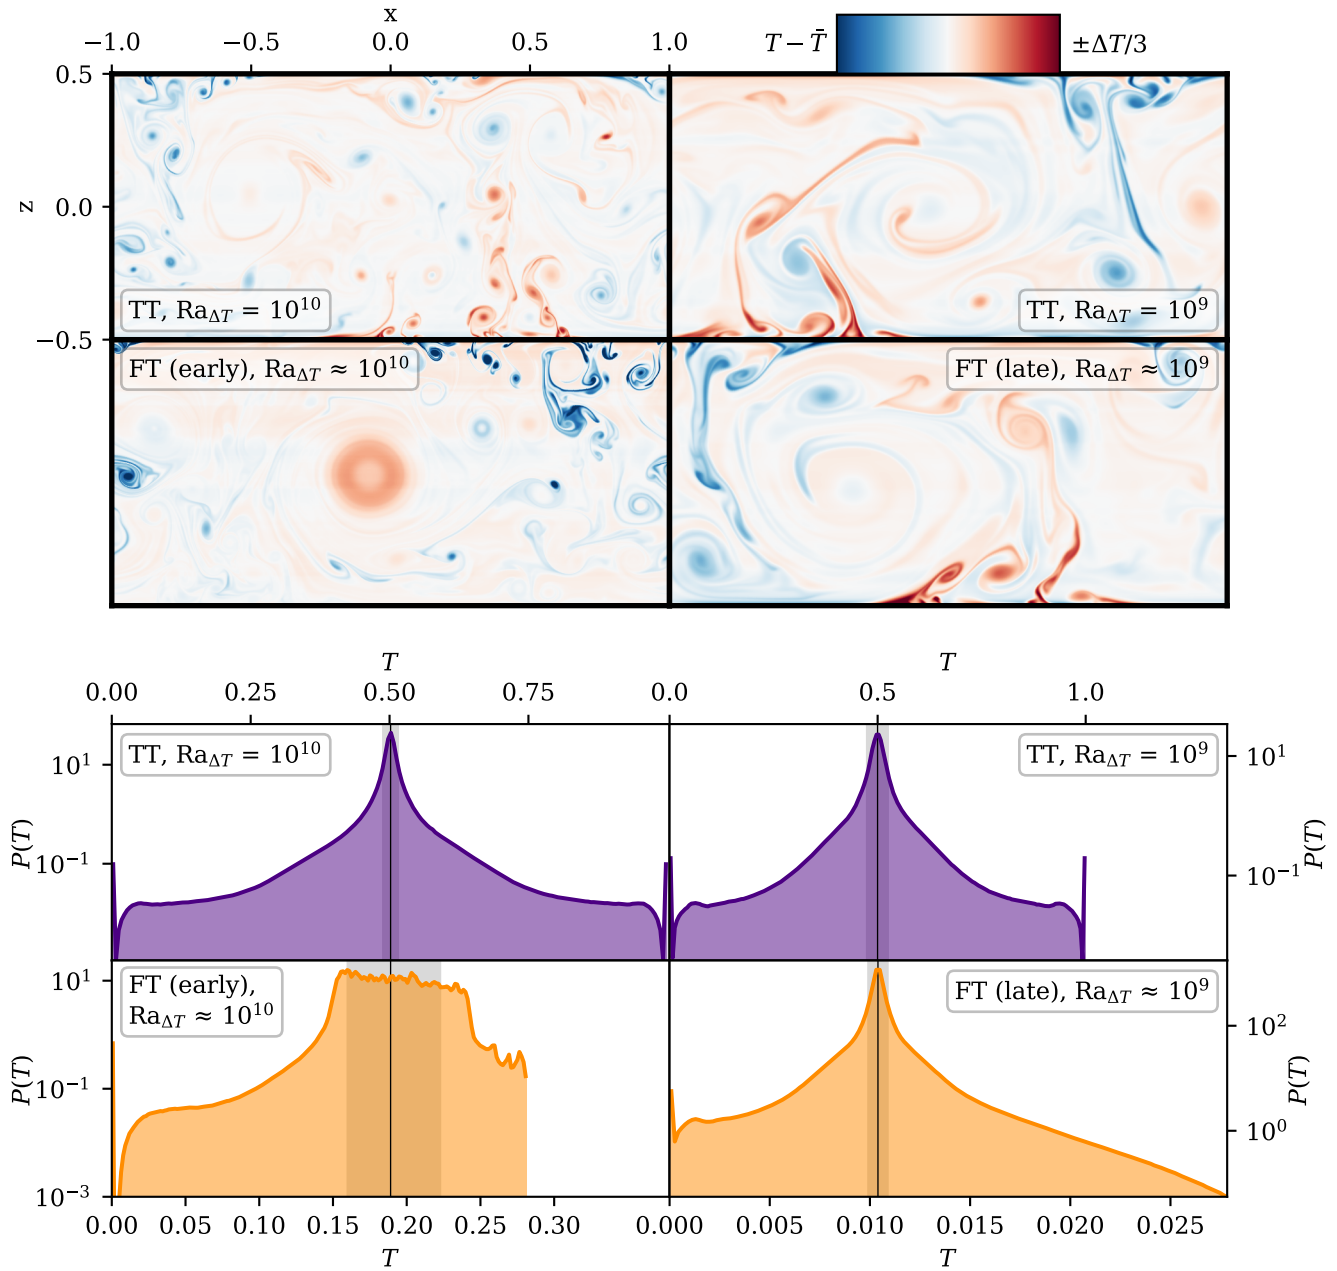 x
−1.0 −0.5 0.0 0.5 1.0
T − T̄ ±ΔT/3
z
0.5
0.0
−0.5
TT, Ra_ΔT = 10^10
TT, Ra_ΔT = 10^9
FT (early), Ra_ΔT ≈ 10^10
FT (late), Ra_ΔT ≈ 10^9
T
0.00 0.25 0.50 0.75
T
0.0 0.5 1.0
P(T)
10^1
10^−1
TT, Ra_ΔT = 10^10
TT, Ra_ΔT = 10^9
10^1
10^−1
P(T)
P(T)
10^1
10^−1
10^−3
FT (early),
Ra_ΔT ≈ 10^10
FT (late), Ra_ΔT ≈ 10^9
10^2
10^0
P(T)
0.00 0.05 0.10 0.15 0.20 0.25 0.30
T
0.000 0.005 0.010 0.015 0.020 0.025
T